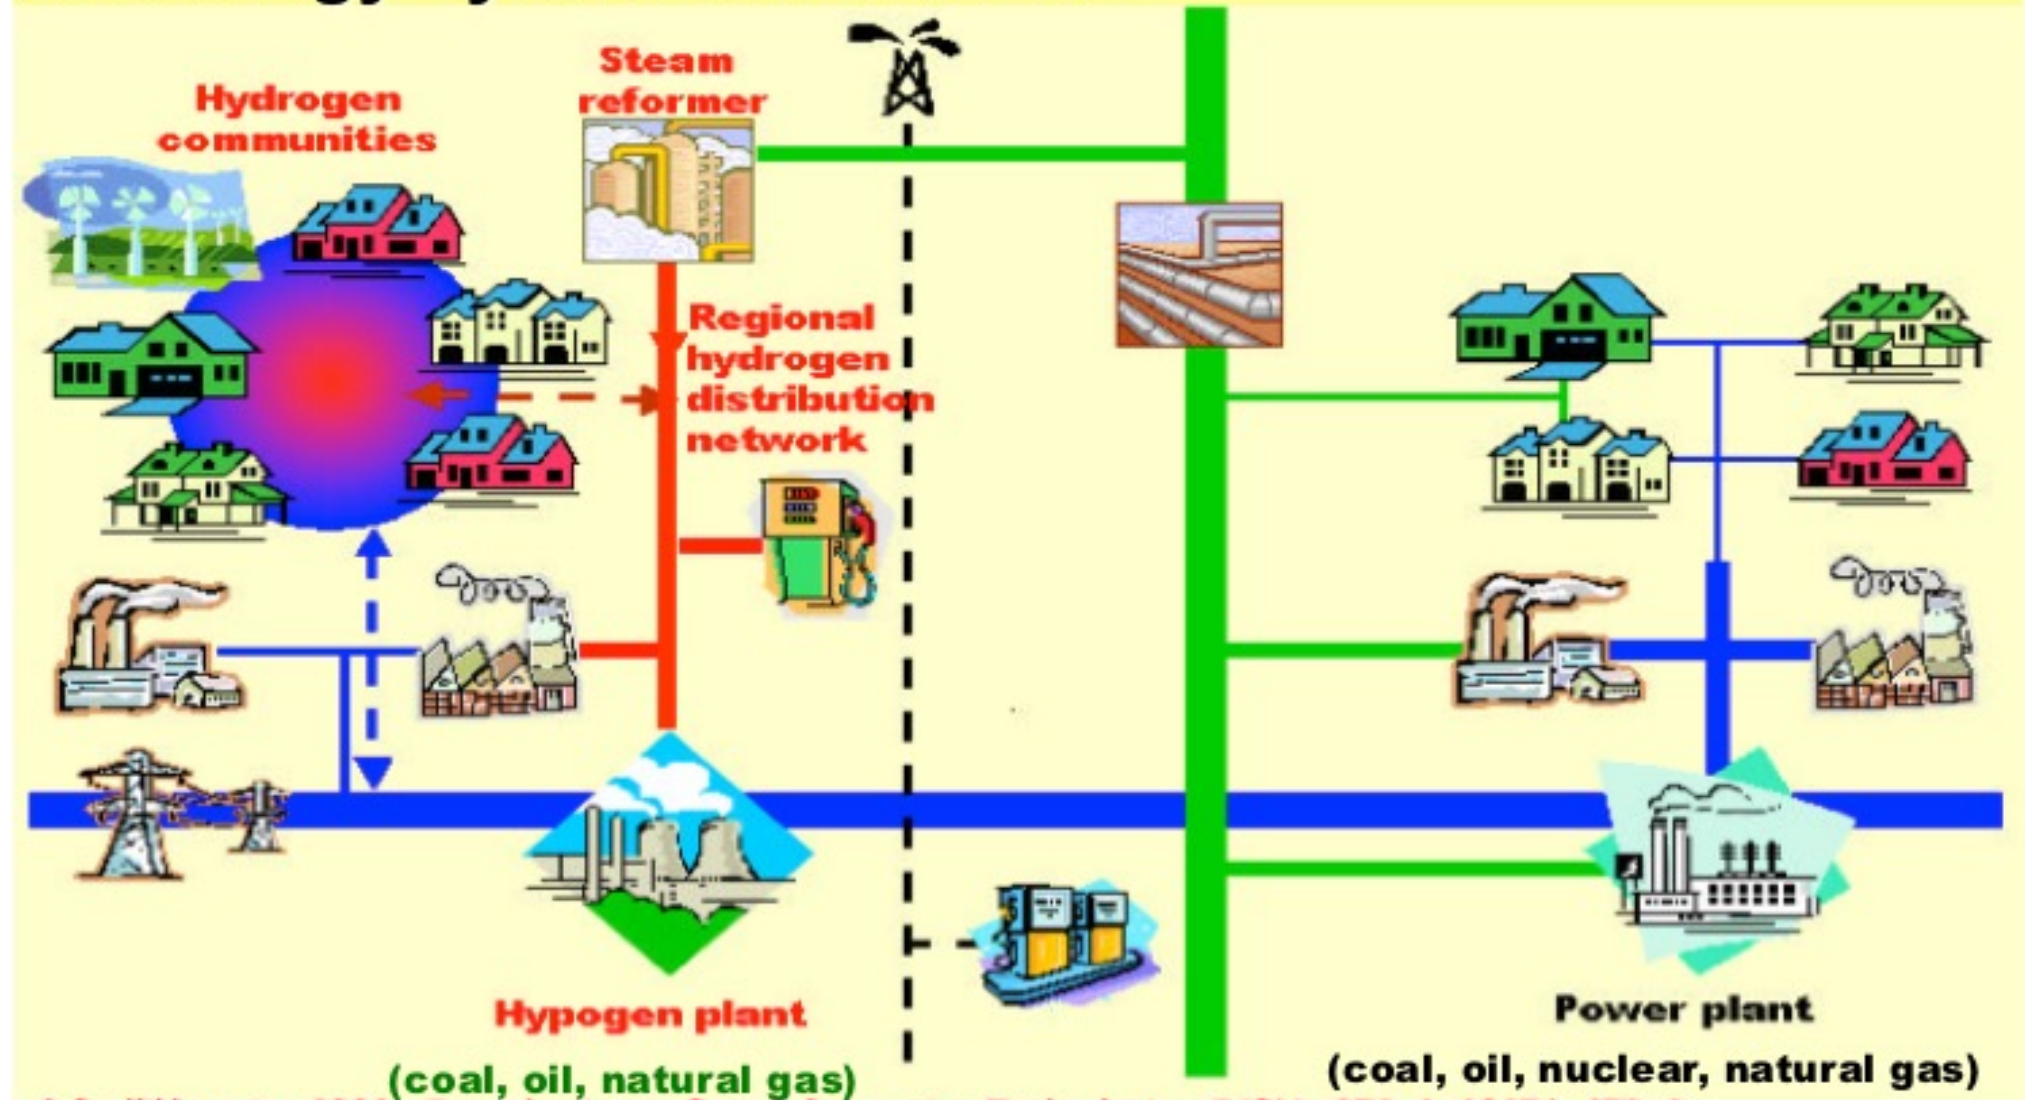 Steam
reformer
Hydrogen
communities
Regional
hydrogen
distribution
network
Hypogen plant
(coal, oil, natural gas)
Power plant
(coal, oil, nuclear, natural gas)